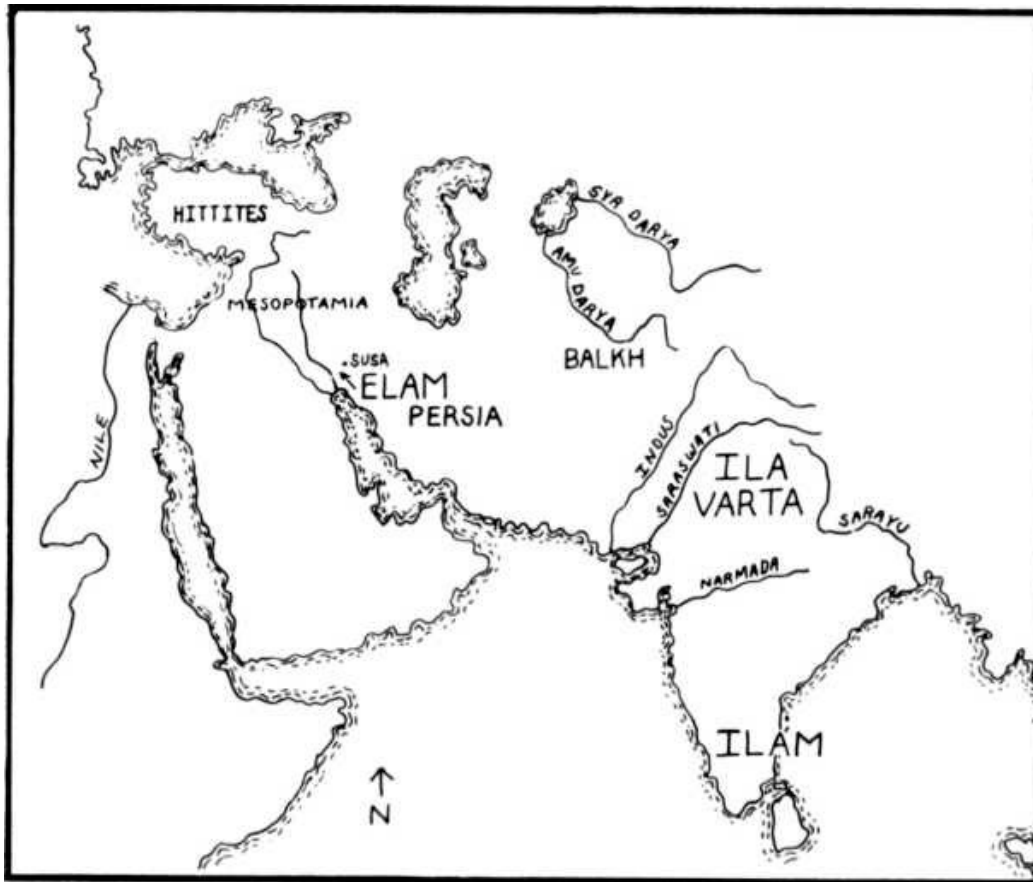 HITTITES
SYR DARYA
AMU DARYA
MESOPOTAMIA
BALKH
SUSA
ELAM
PERSIA
NILE
INDUS
SARASWATI
ILA
VARTA
SARAYU
NARMADA
ILAM
N